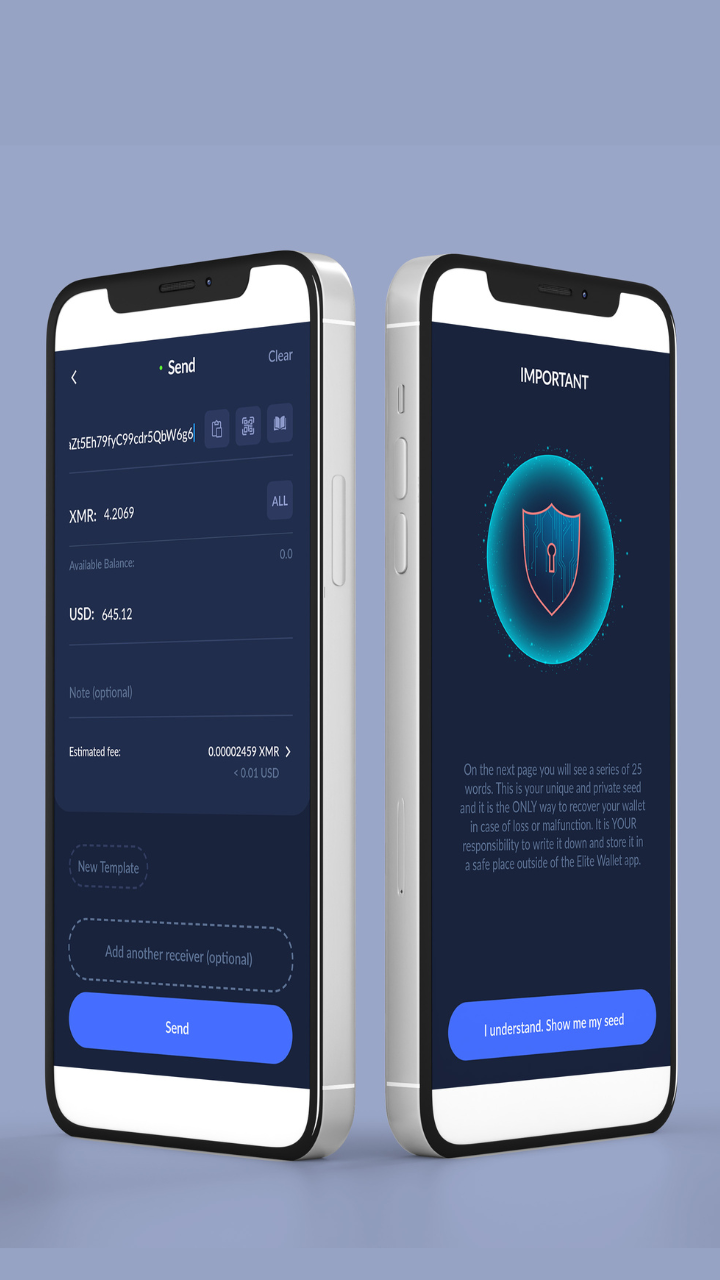 Send
Clear
Zt5Eh79fyC99cdr5QbW6g6
XMR: 4.2069
ALL
Available Balance:
0.0
USD: 645.12
Note (optional)
Estimated fee:
0.00002459 XMR
< 0.01 USD
New Template
Add another receiver (optional)
Send
IMPORTANT
On the next page you will see a series of 25
words. This is your unique and private seed
and it is the ONLY way to recover your wallet
in case of loss or malfunction. It is YOUR
responsibility to write it down and store it in
a safe place outside of the Elite Wallet app.
I understand. Show me my seed